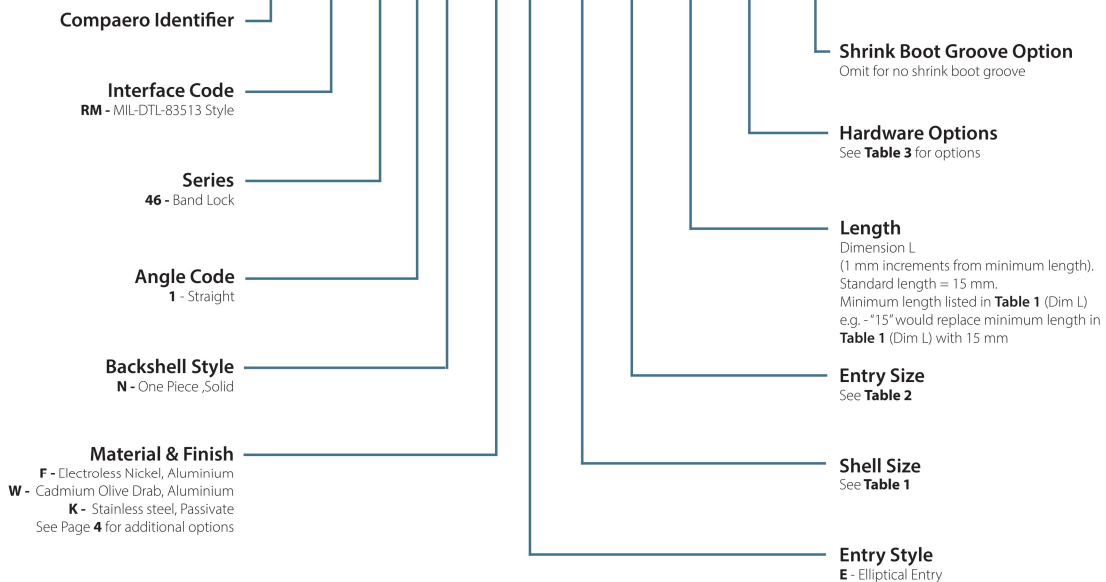 Compaero Identifier
Interface Code
RM - MIL-DTL-83513 Style
Series
46 - Band Lock
Angle Code
1 - Straight
Backshell Style
N - One Piece ,Solid
Material & Finish
F - Electroless Nickel, Aluminium
W - Cadmium Olive Drab, Aluminium
K - Stainless steel, Passivate
See Page 4 for additional options
Shrink Boot Groove Option
Omit for no shrink boot groove
Hardware Options
See Table 3 for options
Length
Dimension L
(1 mm increments from minimum length).
Standard length = 15 mm.
Minimum length listed in Table 1 (Dim L)
e.g. - "15" would replace minimum length in
Table 1 (Dim L) with 15 mm
Entry Size
See Table 2
Shell Size
See Table 1
Entry Style
E - Elliptical Entry